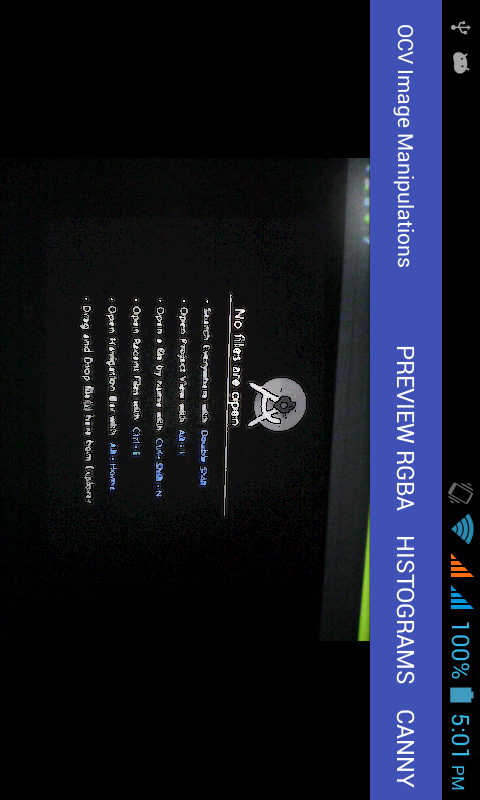 100% 5:01 PM
OCV Image Manipulations PREVIEW RGBA HISTOGRAMS CANNY
No files are open
• Search Everywhere with Double Shift
• Open Project View with Alt+1
• Open a file by name with Ctrl+Shift+N
• Open Recent Files with Ctrl+E
• Open Navigation Bar with Alt+Home
• Drag and Drop file(s) here from Explorer